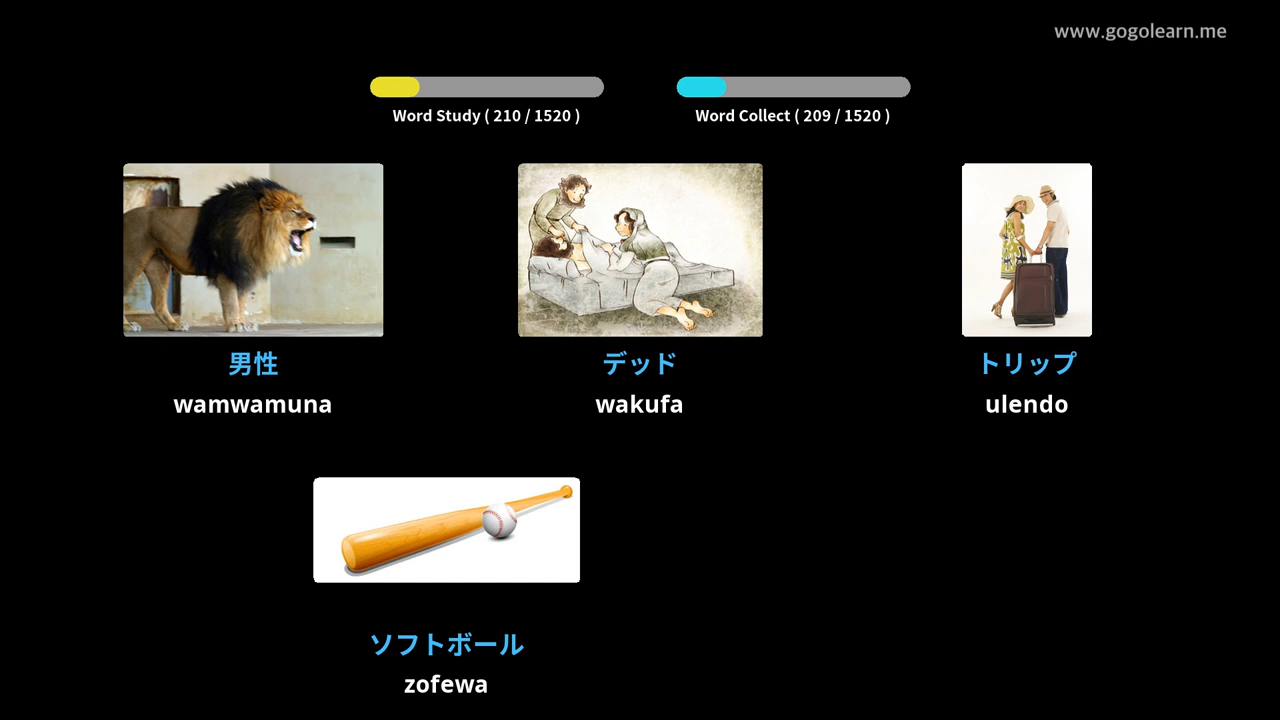 www.gogolearn.me
Word Study ( 210 / 1520 )
Word Collect ( 209 / 1520 )
男性
wamwamuna
デッド
wakufa
トリップ
ulendo
ソフトボール
zofewa